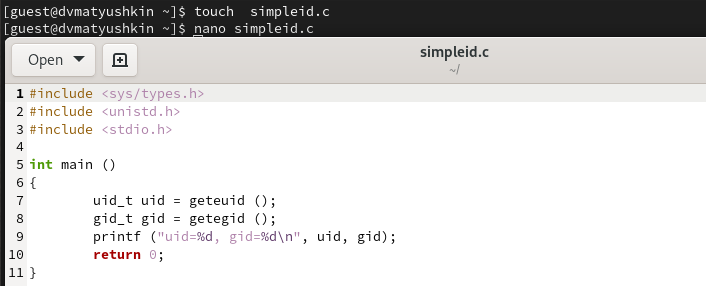 [guest@dvmatyushkin ~]$ touch  simpleid.c
[guest@dvmatyushkin ~]$ nano simpleid.c
Open
simpleid.c
~/
1 #include <sys/types.h>
2 #include <unistd.h>
3 #include <stdio.h>
4
5 int main ()
6 {
7         uid_t uid = geteuid ();
8         gid_t gid = getegid ();
9         printf ("uid=%d, gid=%d\n", uid, gid);
10         return 0;
11 }